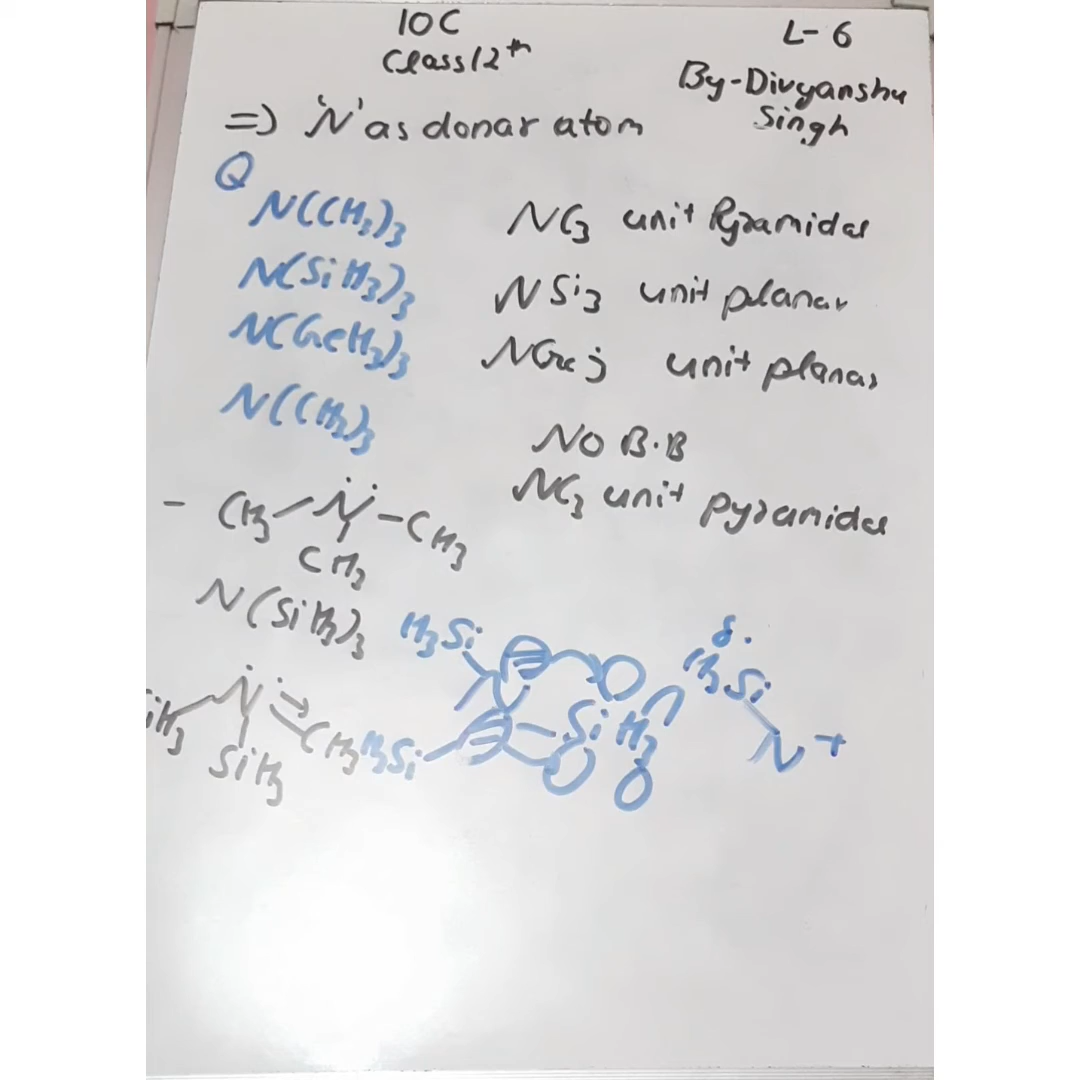 IOC
L-6
Class 12th
By-Divyanshu
Singh
=> 'N' as donar atom
Q
N(CH3)3 NC3 unit Pyramidal
N(SiH3)3 NSi3 unit planar
N(GeH3)3 NGe3 unit planar
N(CH3)3
NO B.B
NC3 unit pyramidal
- CH3 N̈ -CH3
CH3
N(SiH3)3
H3Si
H3Si
SiH3
N CH3
SiH3
H3Si
SiH3
N+